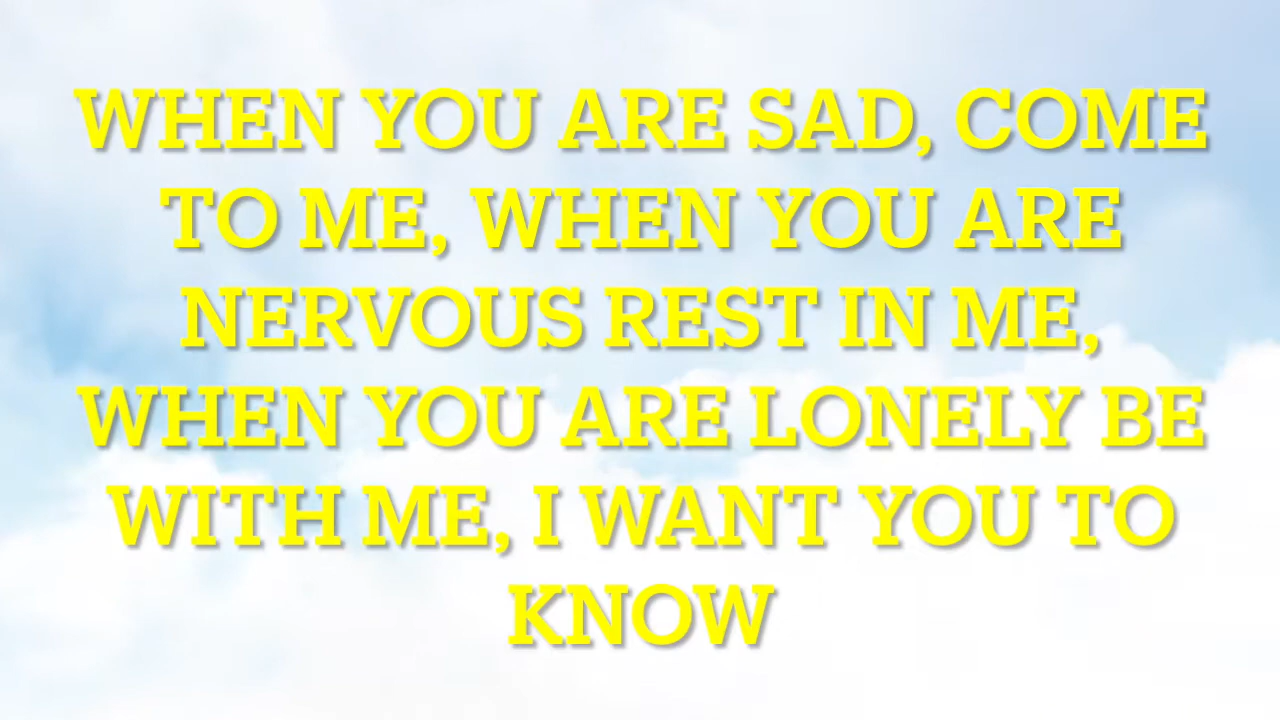 WHEN YOU ARE SAD, COME
TO ME, WHEN YOU ARE
NERVOUS REST IN ME,
WHEN YOU ARE LONELY BE
WITH ME, I WANT YOU TO
KNOW